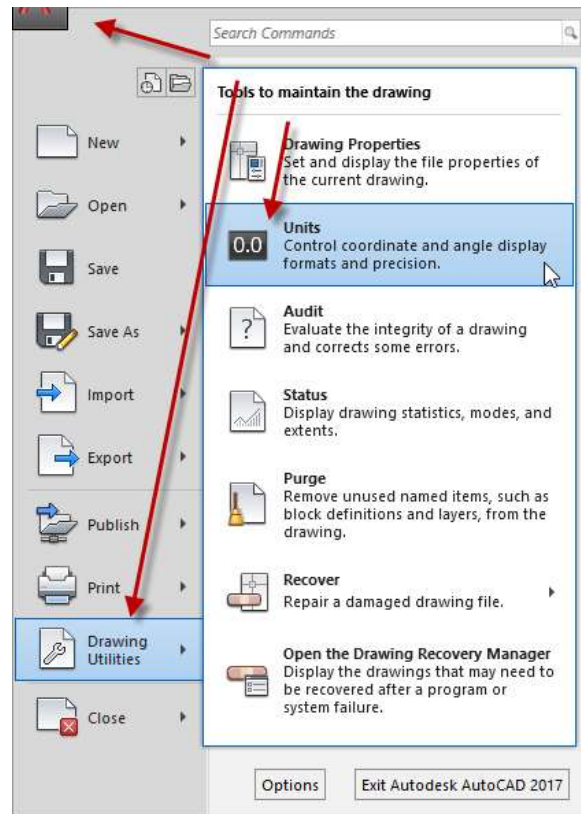 Search Commands
Tools to maintain the drawing
New
Open
Save
Save As
Import
Export
Publish
Print
Drawing
Utilities
Close
Drawing Properties
Set and display the file properties of
the current drawing.
0.0
Units
Control coordinate and angle display
formats and precision.
?
Audit
Evaluate the integrity of a drawing
and corrects some errors.
Status
Display drawing statistics, modes, and
extents.
Purge
Remove unused named items, such as
block definitions and layers, from the
drawing.
Recover
Repair a damaged drawing file.
Open the Drawing Recovery Manager
Display the drawings that may need to
be recovered after a program or
system failure.
Options
Exit Autodesk AutoCAD 2017